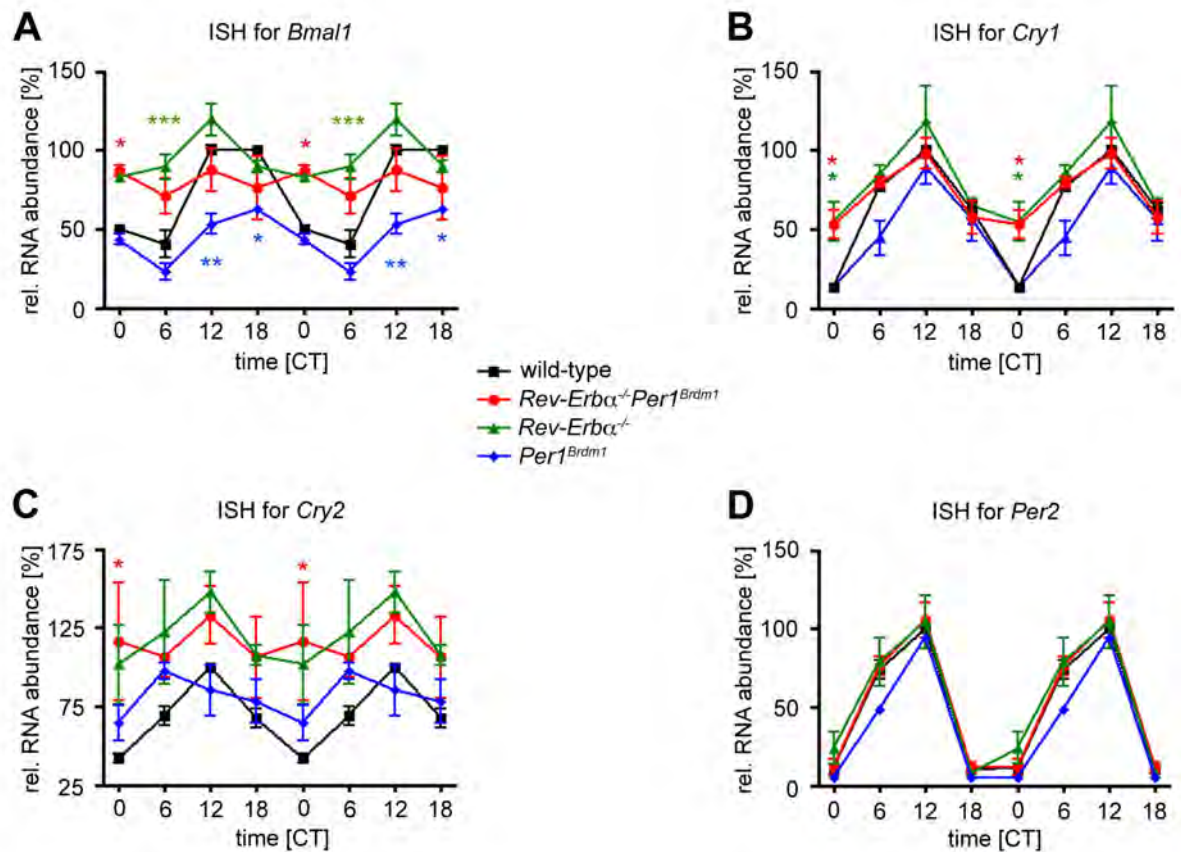 A
ISH for Bmal1
rel. RNA abundance [%]
150
100
50
0
***
***
*
*
**
*
**
*
0 6 12 18 0 6 12 18
time [CT]
B
ISH for Cry1
rel. RNA abundance [%]
150
100
50
0
*
*
*
*
0 6 12 18 0 6 12 18
time [CT]
wild-type
Rev-Erbα-/-Per1Brdm1
Rev-Erbα-/-
Per1Brdm1
C
ISH for Cry2
rel. RNA abundance [%]
175
125
75
25
*
*
0 6 12 18 0 6 12 18
time [CT]
D
ISH for Per2
rel. RNA abundance [%]
150
100
50
0
0 6 12 18 0 6 12 18
time [CT]